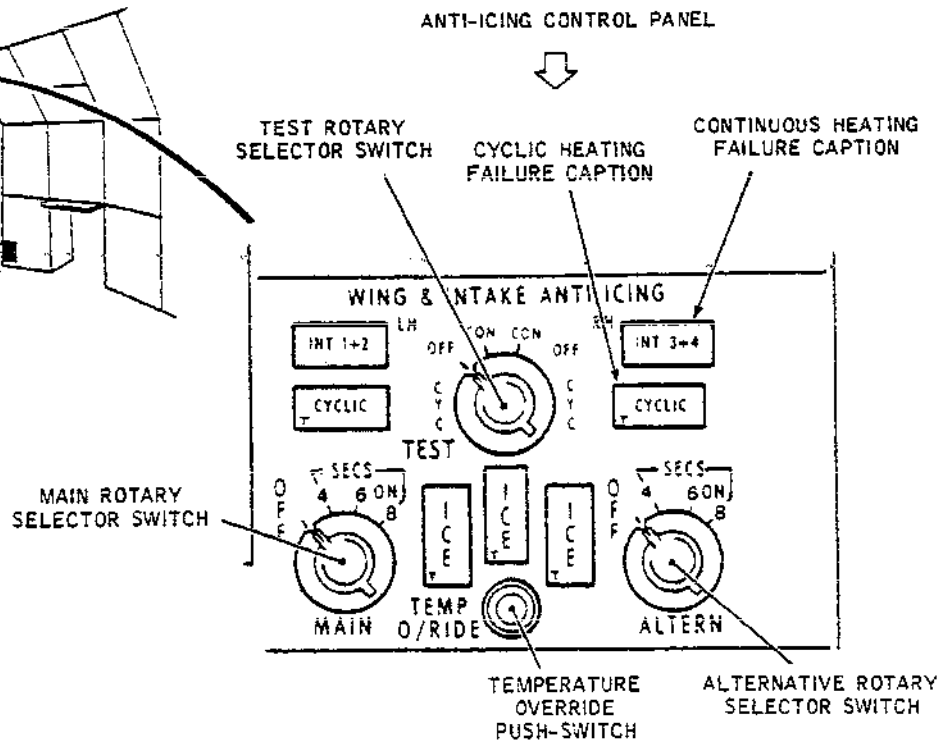 ANTI-ICING CONTROL PANEL
TEST ROTARY
SELECTOR SWITCH
CYCLIC HEATING
FAILURE CAPTION
CONTINUOUS HEATING
FAILURE CAPTION
WING & INTAKE ANTI-ICING
LH
RH
INT 1+2
OFF
CON
CON
OFF
INT 3+4
CYCLIC
T
CYC
CYC
CYCLIC
T
TEST
MAIN ROTARY
SELECTOR SWITCH
OFF
SECS
4 6 ON
8
ICE
T
ICE
T
ICE
T
OFF
SECS
4 6 ON
8
MAIN
TEMP
O/RIDE
ALTERN
TEMPERATURE
OVERRIDE
PUSH-SWITCH
ALTERNATIVE ROTARY
SELECTOR SWITCH